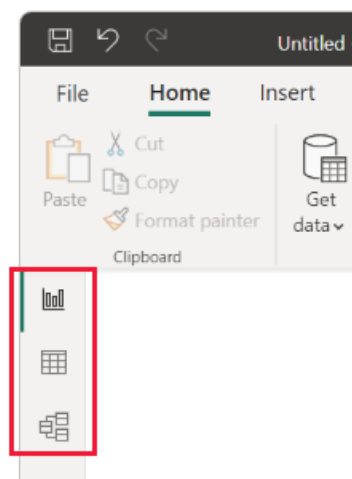 Untitled
File Home Insert
Cut
Copy
Paste
Format painter
Get
data
Clipboard